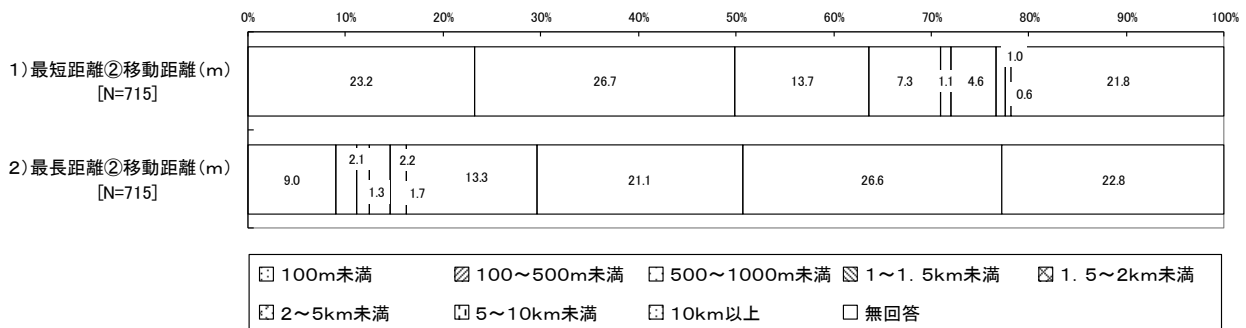 0% 10% 20% 30% 40% 50% 60% 70% 80% 90% 100%
1)最短距離②移動距離(m)
[N=715]
23.2 26.7 13.7 7.3 1.1 4.6 1.0 0.6 21.8
2)最長距離②移動距離(m)
[N=715]
9.0 2.1 1.3 2.2 1.7 13.3 21.1 26.6 22.8
100m未満 100～500m未満 500～1000m未満 1～1．5km未満 1．5～2km未満
2～5km未満 5～10km未満 10km以上 無回答